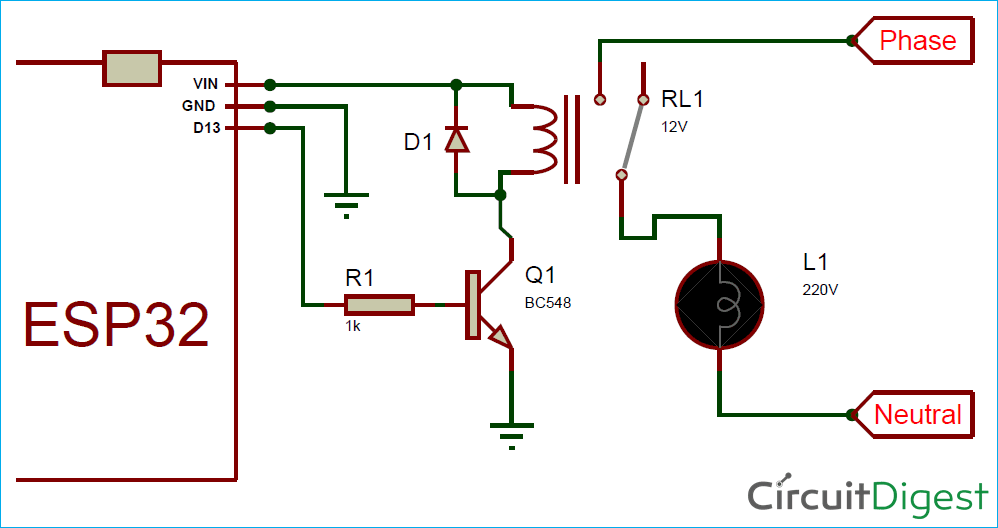 Phase
VIN
GND
D13
D1
RL1
12V
R1
1k
Q1
BC548
L1
220V
ESP32
Neutral
CircuitDigest